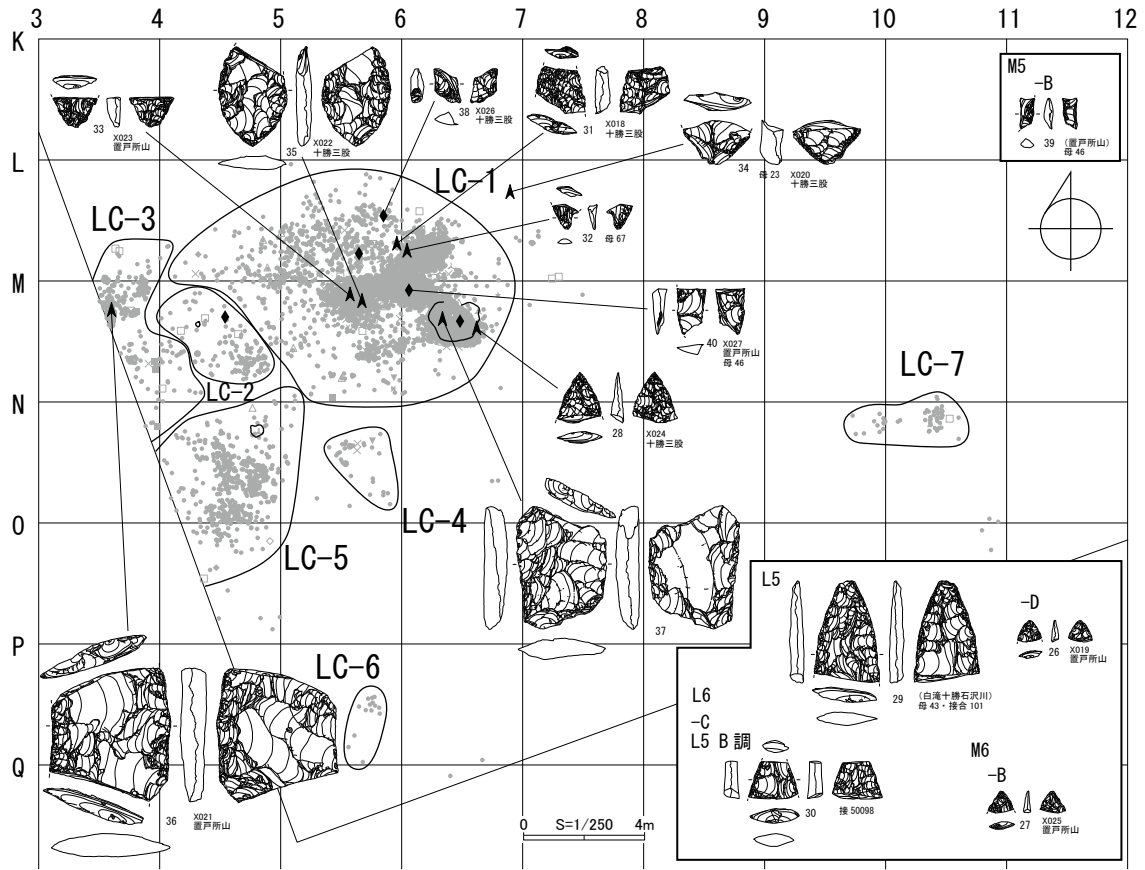 3 4 5 6 7 8 9 10 11 12
K
L
M
N
O
P
Q
LC-1
LC-2
LC-3
LC-4
LC-5
LC-6
LC-7
33
X023
置戸所山
35
X022
十勝三股
38
X026
十勝三股
31
X018
十勝三股
34
母 23
X020
十勝三股
32
母 67
40
X027
置戸所山
母 46
28
X024
十勝三股
37
36
X021
置戸所山
M5
-B
39
(置戸所山)
母 46
L5
-D
29
(白滝十勝石沢川)
母 43・接合 101
26
X019
置戸所山
L6
-C
L5 B 調
30
接 50098
M6
-B
27
X025
置戸所山
0 S=1/250 4m